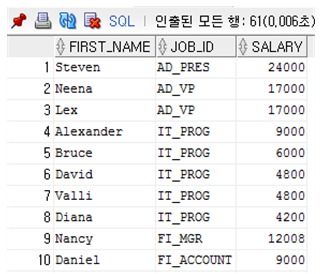 SQL | 인출된 모든 행: 61(0,006초)
FIRST_NAME JOB_ID SALARY
1 Steven AD_PRES 24000
2 Neena AD_VP 17000
3 Lex AD_VP 17000
4 Alexander IT_PROG 9000
5 Bruce IT_PROG 6000
6 David IT_PROG 4800
7 Valli IT_PROG 4800
8 Diana IT_PROG 4200
9 Nancy FI_MGR 12008
10 Daniel FI_ACCOUNT 9000